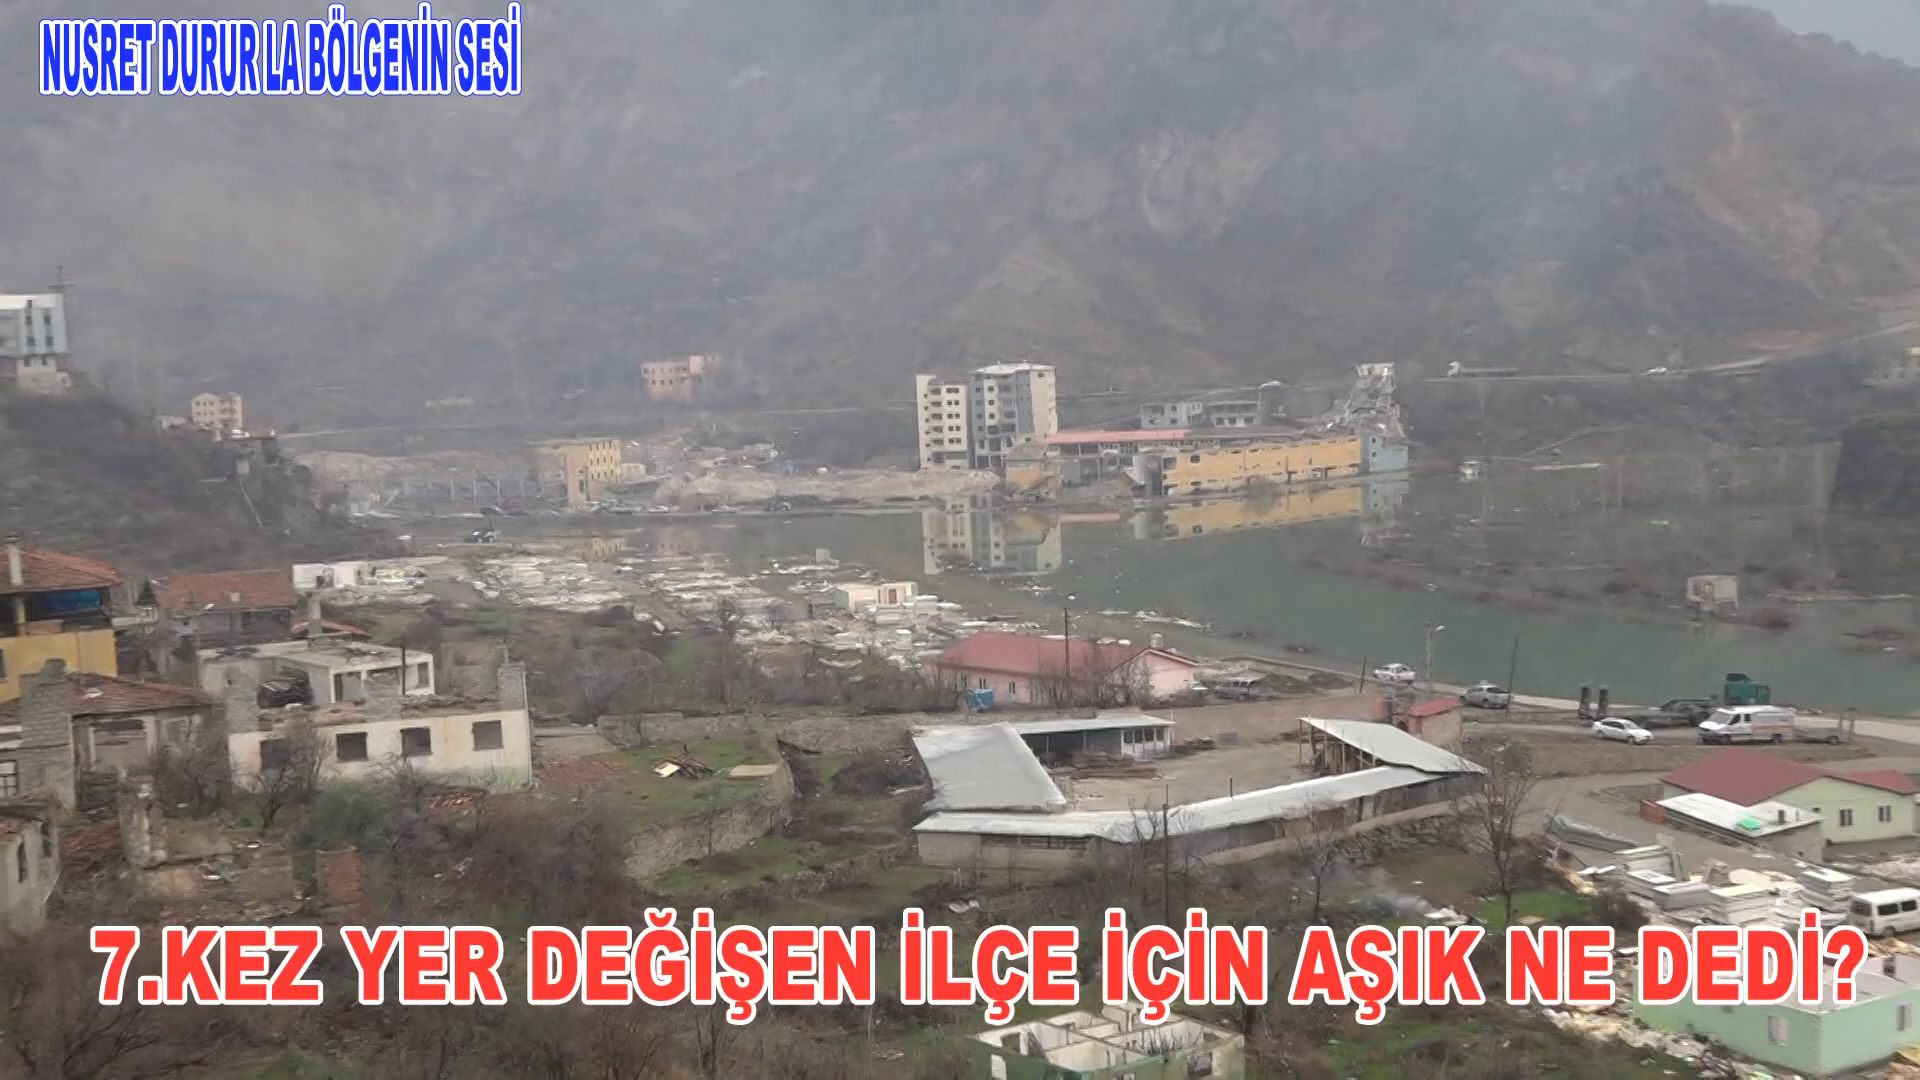 NUSRET DURUR LA BÖLGENİN SESİ
7.KEZ YER DEĞİŞEN İLÇE İÇİN AŞIK NE DEDİ?